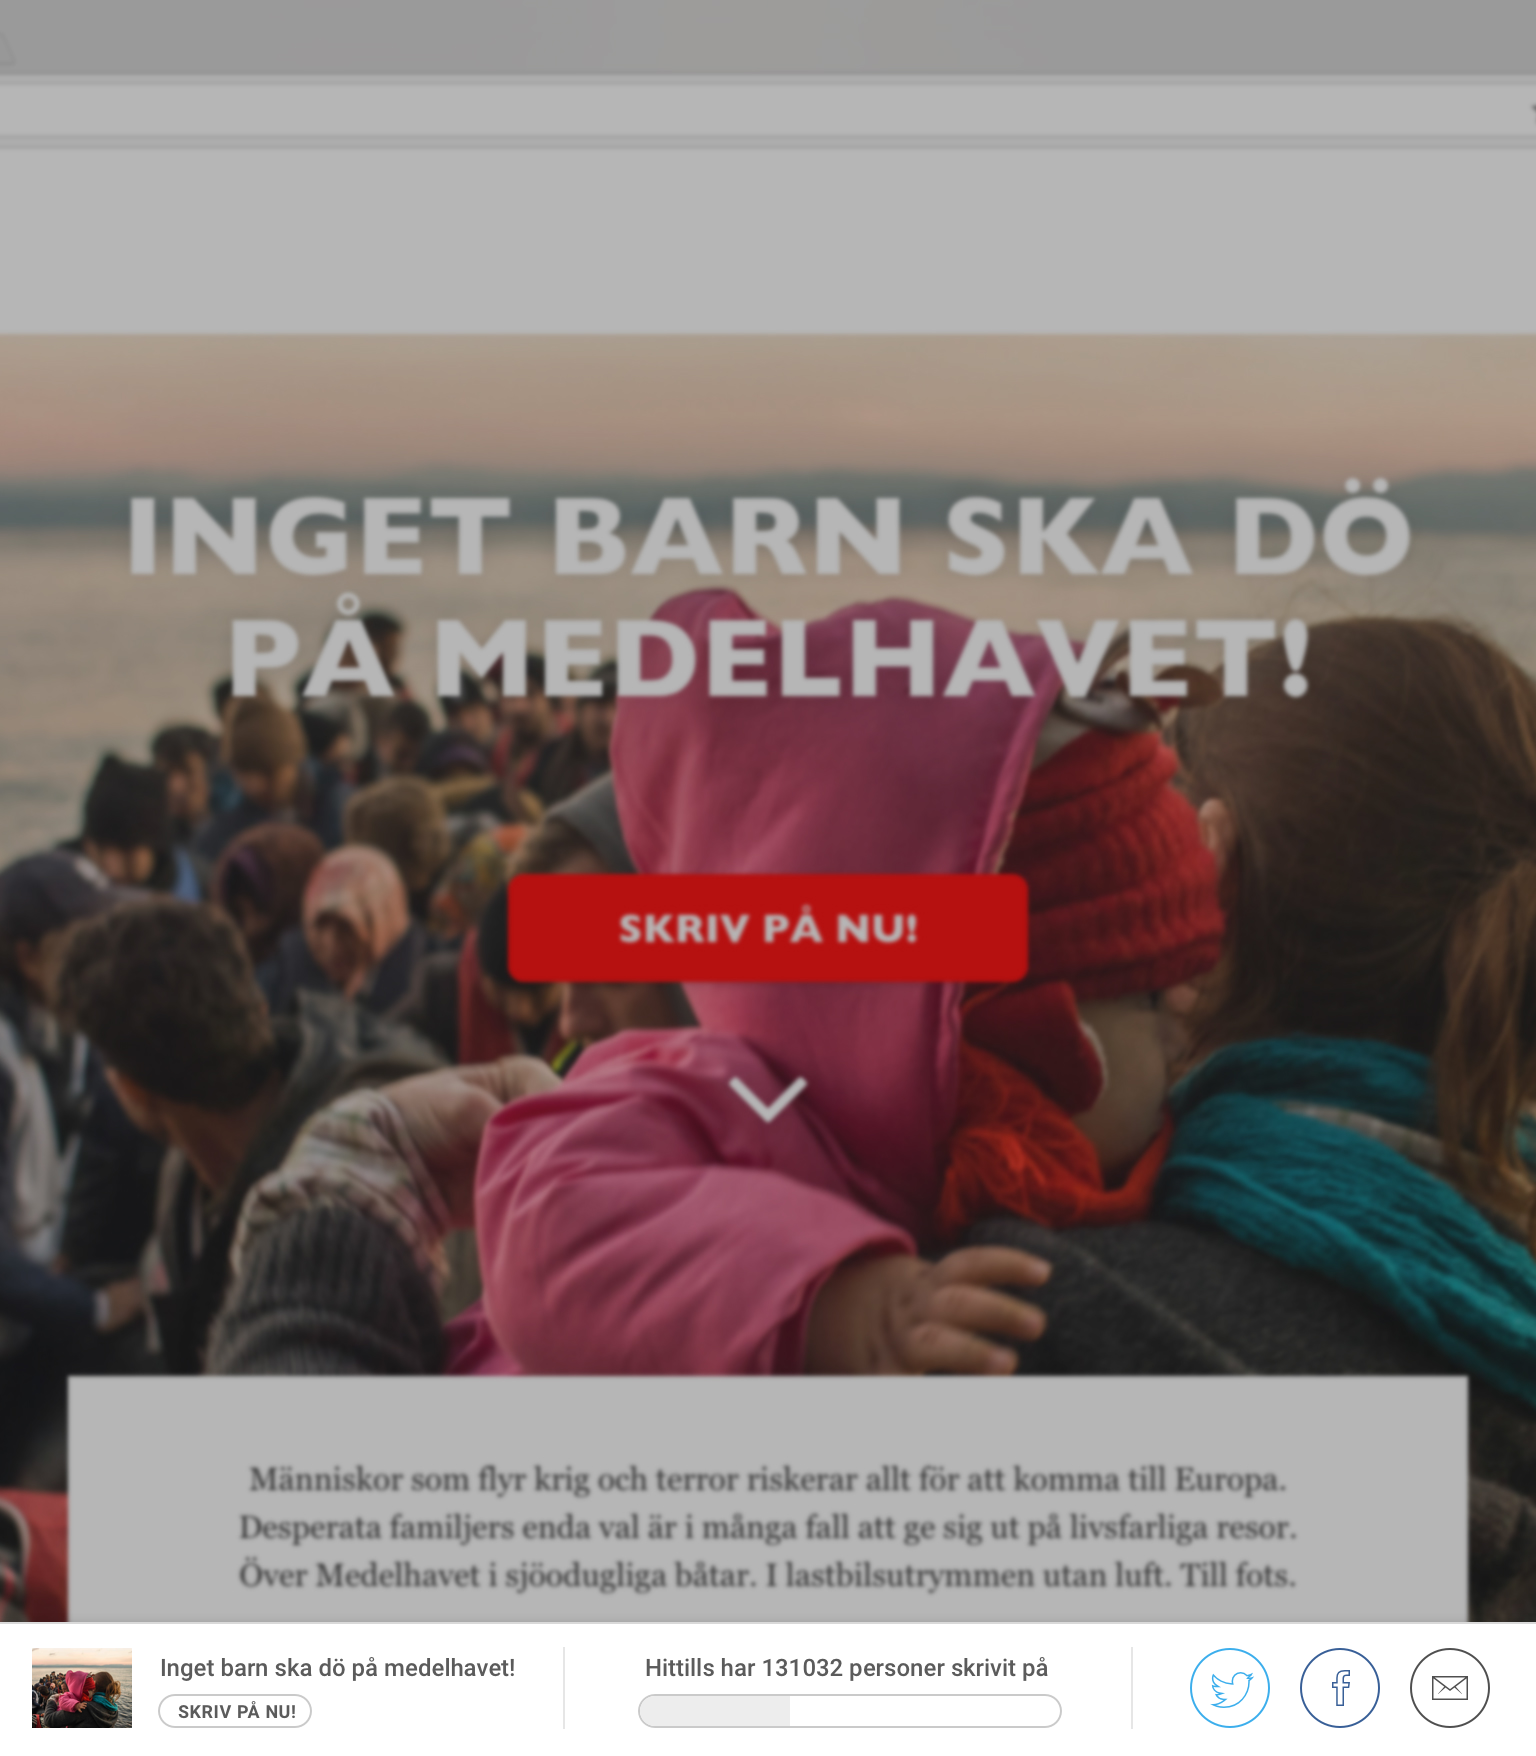 INGET BARN SKA DÖ
PÅ MEDELHAVET!
SKRIV PÅ NU!
Människor som flyr krig och terror riskerar allt för att komma till Europa.
Desperata familjers enda val är i många fall att ge sig ut på livsfarliga resor.
Över Medelhavet i sjöodugliga båtar. I lastbilsutrymmen utan luft. Till fots.
Inget barn ska dö på medelhavet!
SKRIV PÅ NU!
Hittills har 131032 personer skrivit på